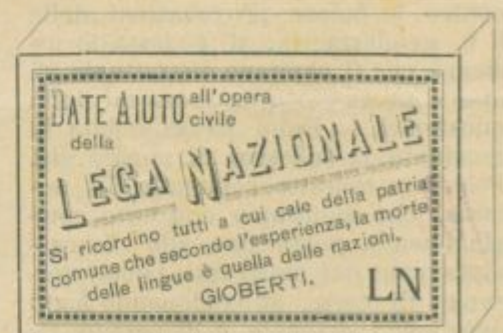 DATE AIUTO all'opera
civile
della
LEGA NAZIONALE
Si ricordino tutti a cui cale della patria
comune che secondo l'esperienza, la morte
delle lingue è quella delle nazioni.
GIOBERTI.
LN